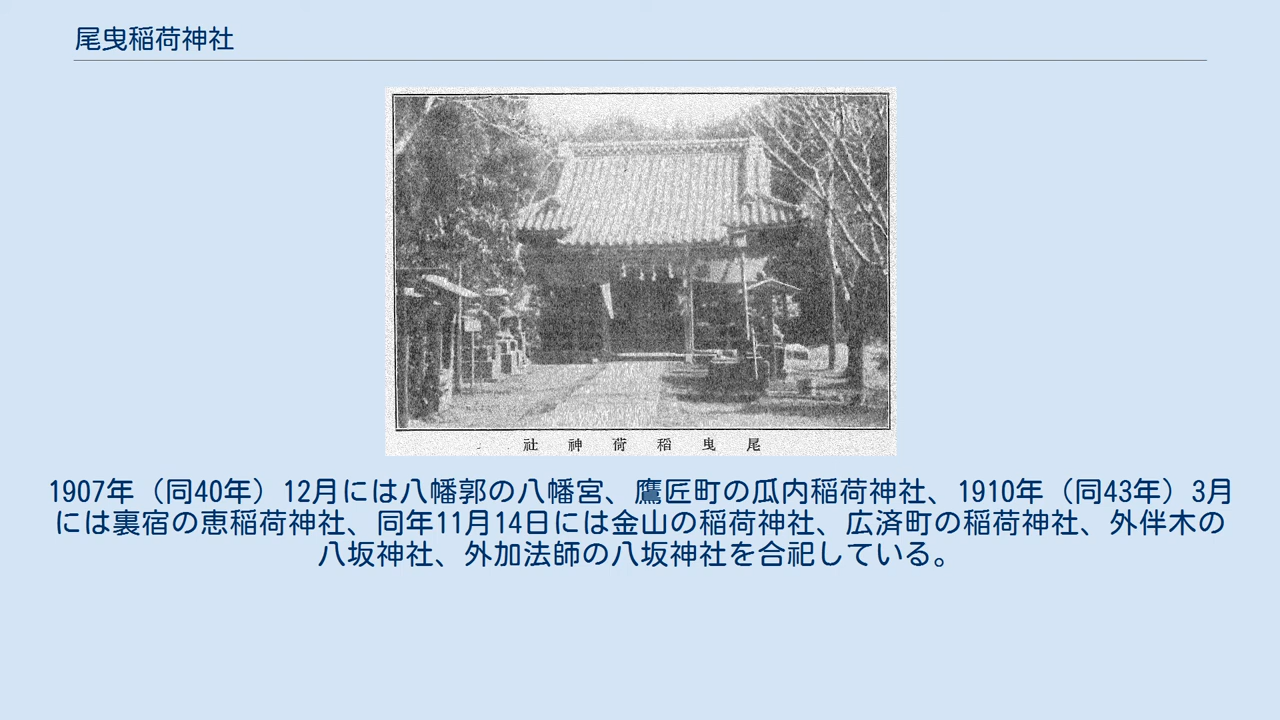 尾曳稲荷神社
社神荷稲曳尾
1907年（同40年）12月には八幡郭の八幡宮、鷹匠町の瓜内稲荷神社、1910年（同43年）3月
には裏宿の恵稲荷神社、同年11月14日には金山の稲荷神社、広済町の稲荷神社、外伴木の
八坂神社、外加法師の八坂神社を合祀している。